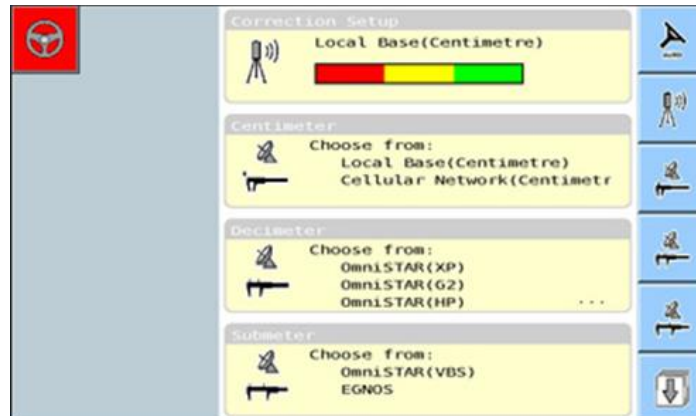 Correction Setup
Local Base(Centimetre)
Centimeter
Choose from:
Local Base(Centimetre)
Cellular Network(Centimetr
Decimeter
Choose from:
OmniSTAR(XP)
OmniSTAR(G2)
OmniSTAR(HP) ...
Submeter
Choose from:
OmniSTAR(VBS)
EGNOS